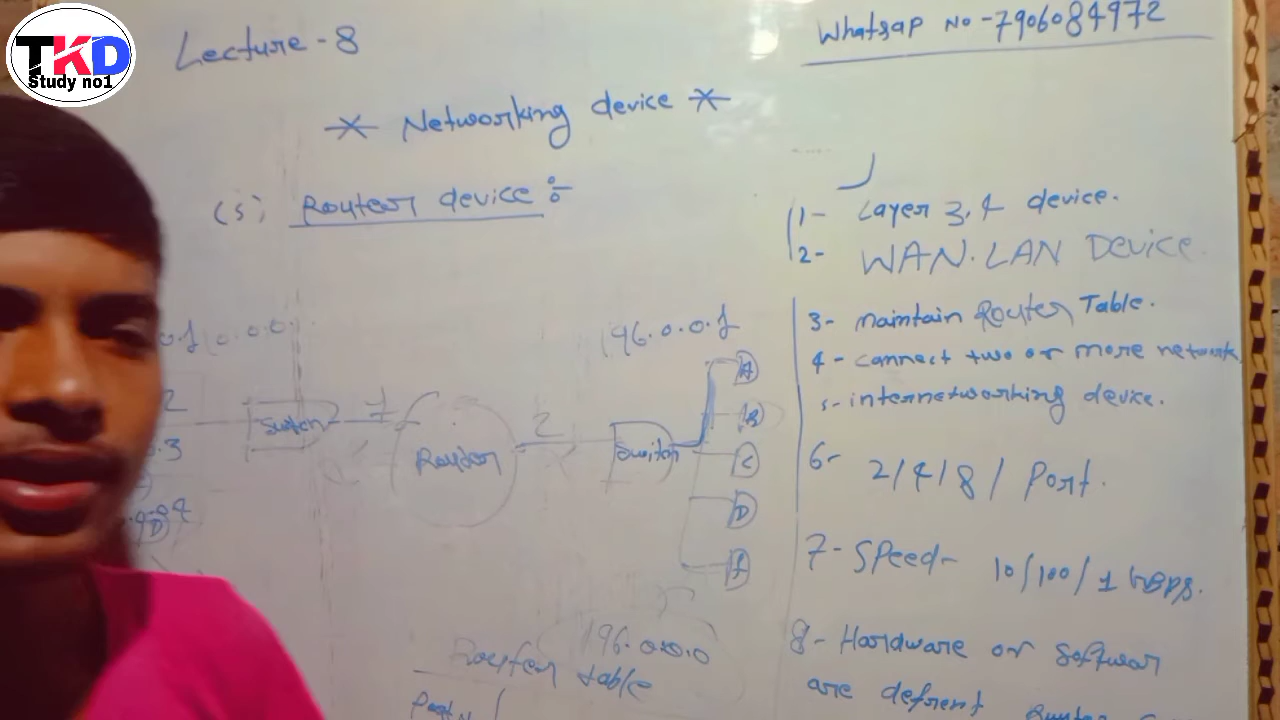 TKD
Study no1
Lecture - 8
Whatsap No - 7906084972
* Networking device *
(5) Router device ÷
1- Layer 3,4 device.
2- WAN. LAN Device.
3- maintain Router Table.
4- connect two or more network
5- internetworking device.
6- 2/4/8/ Port.
7- Speed- 10/100/1 GBPS.
8- Hardware or Softwar
are defrent
196.0.0.1
Switch
1
Router
2
Switch
A
B
C
D
196.0.0.0
Router table